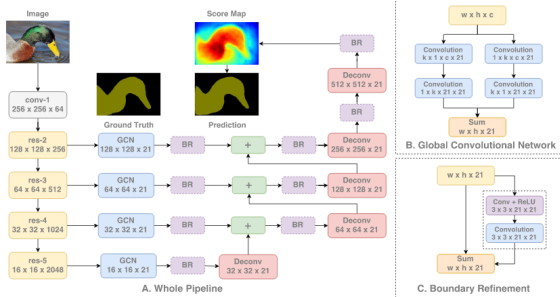 Image
Score Map
BR
w x h x c
conv-1
256 x 256 x 64
Ground Truth
Prediction
Deconv
512 x 512 x 21
BR
Convolution
k x 1 x c x 21
Convolution
1 x k x c x 21
Convolution
1 x k x 21 x 21
Convolution
k x 1 x 21 x 21
Sum
w x h x 21
B. Global Convolutional Network
res-2
128 x 128 x 256
GCN
128 x 128 x 21
BR
+
BR
Deconv
256 x 256 x 21
res-3
64 x 64 x 512
GCN
64 x 64 x 21
BR
+
BR
Deconv
128 x 128 x 21
res-4
32 x 32 x 1024
GCN
32 x 32 x 21
BR
+
BR
Deconv
64 x 64 x 21
res-5
16 x 16 x 2048
GCN
16 x 16 x 21
BR
Deconv
32 x 32 x 21
A. Whole Pipeline
w x h x 21
Conv + ReLU
3 x 3 x 21 x 21
Convolution
3 x 3 x 21 x 21
Sum
w x h x 21
C. Boundary Refinement